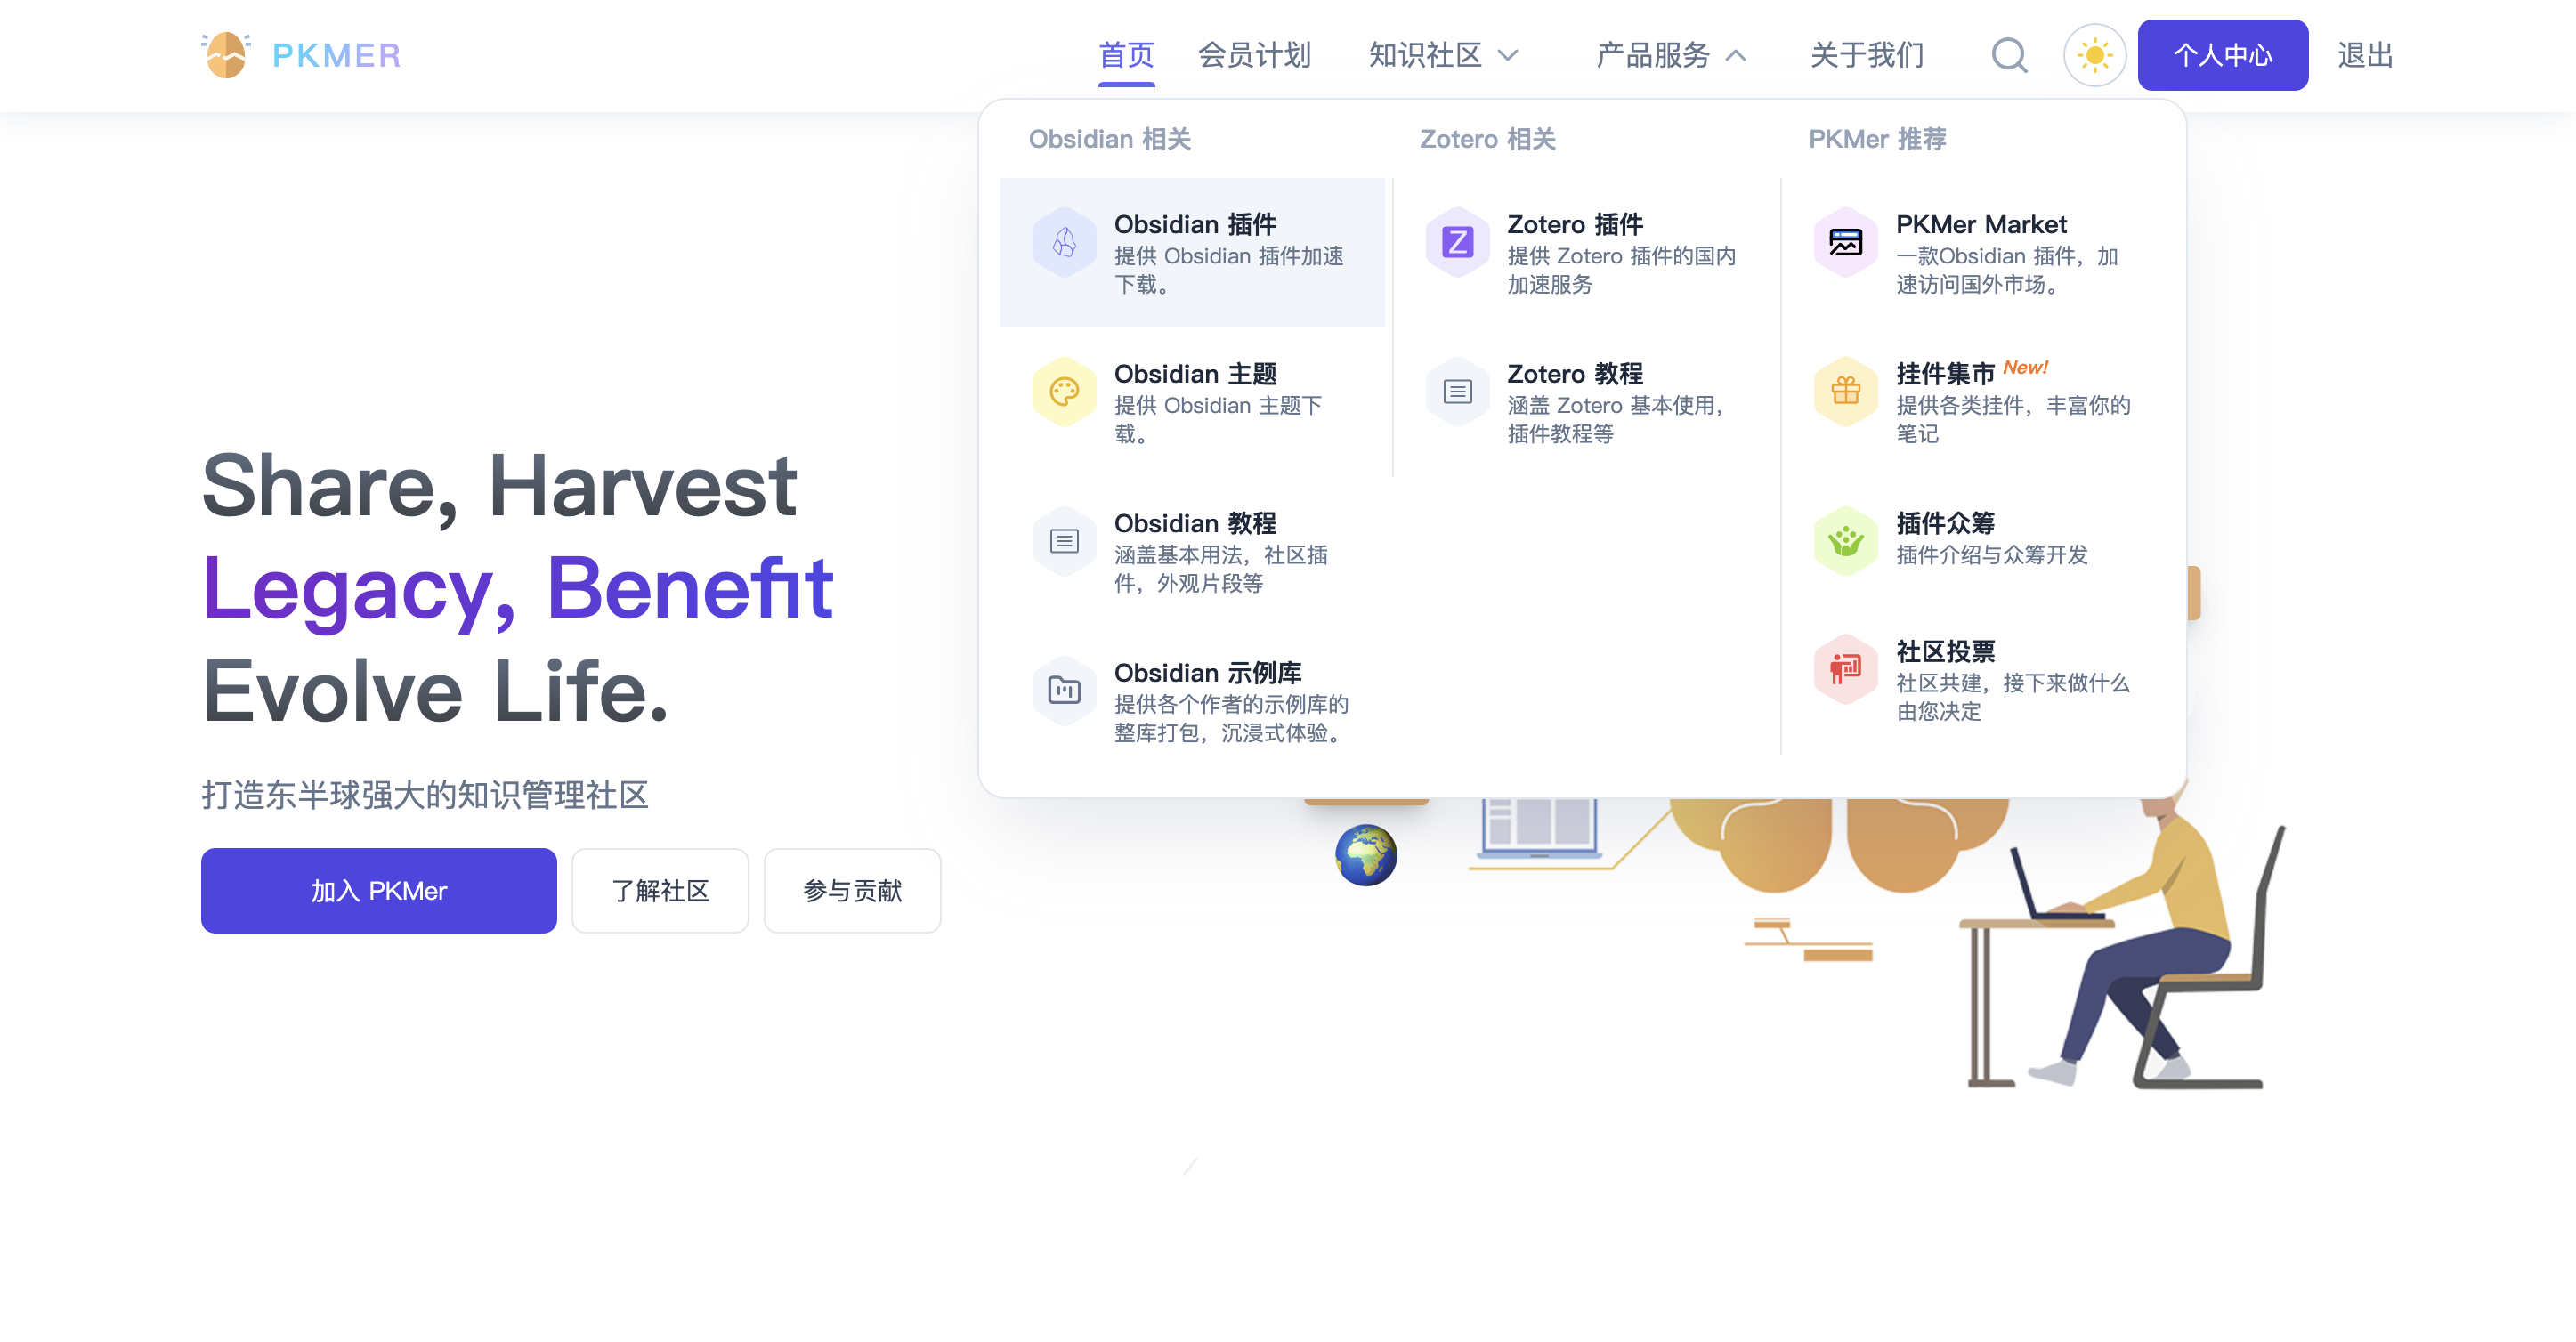 PKMER
首页
会员计划
知识社区
产品服务
关于我们
个人中心
退出
Obsidian 相关
Obsidian 插件
提供 Obsidian 插件加速
下载。
Obsidian 主题
提供 Obsidian 主题下
载。
Obsidian 教程
涵盖基本用法，社区插
件，外观片段等
Obsidian 示例库
提供各个作者的示例库的
整库打包，沉浸式体验。
Zotero 相关
Z
Zotero 插件
提供 Zotero 插件的国内
加速服务
Zotero 教程
涵盖 Zotero 基本使用，
插件教程等
PKMer 推荐
PKMer Market
一款Obsidian 插件，加
速访问国外市场。
挂件集市 New!
提供各类挂件，丰富你的
笔记
插件众筹
插件介绍与众筹开发
社区投票
社区共建，接下来做什么
由您决定
Share, Harvest
Legacy, Benefit
Evolve Life.
打造东半球强大的知识管理社区
加入 PKMer
了解社区
参与贡献